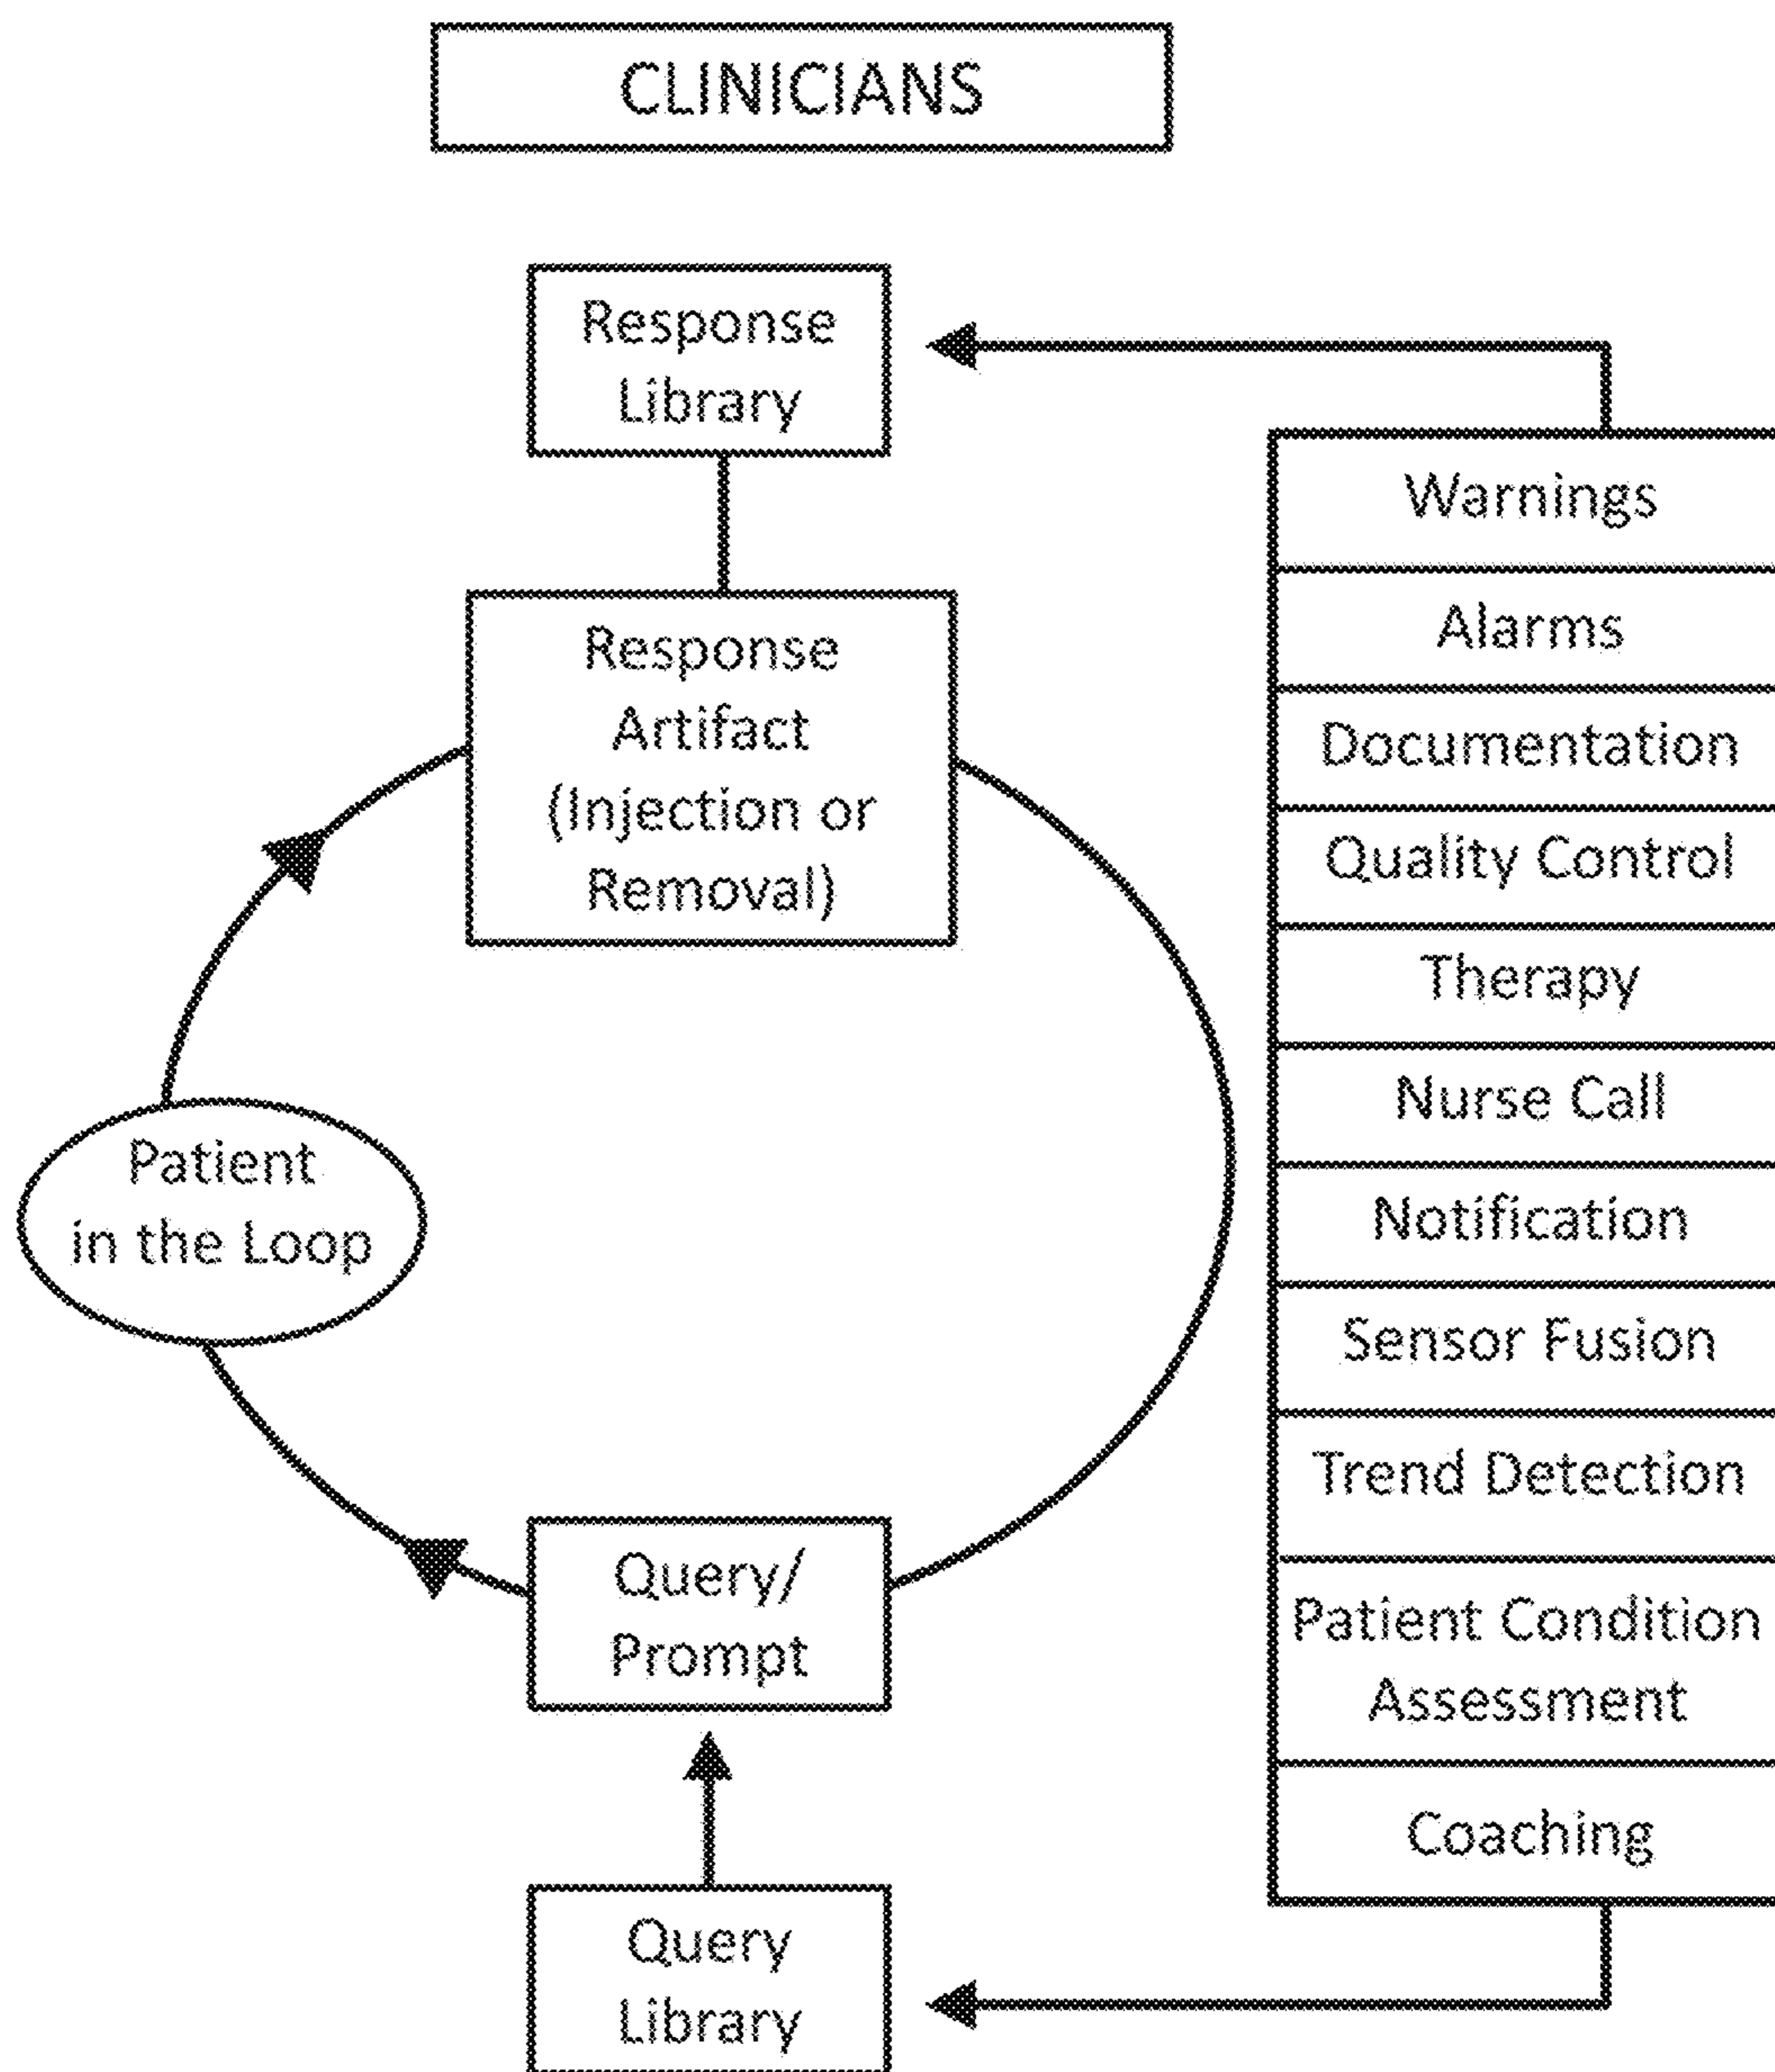 CLINICIANS
Response
Library
Response
Artifact
(Injection or
Removal)
Patient
in the Loop
Query/
Prompt
Query
Library
Warnings
Alarms
Documentation
Quality Control
Therapy
Nurse Call
Notification
Sensor Fusion
Trend Detection
Patient Condition
Assessment
Coaching